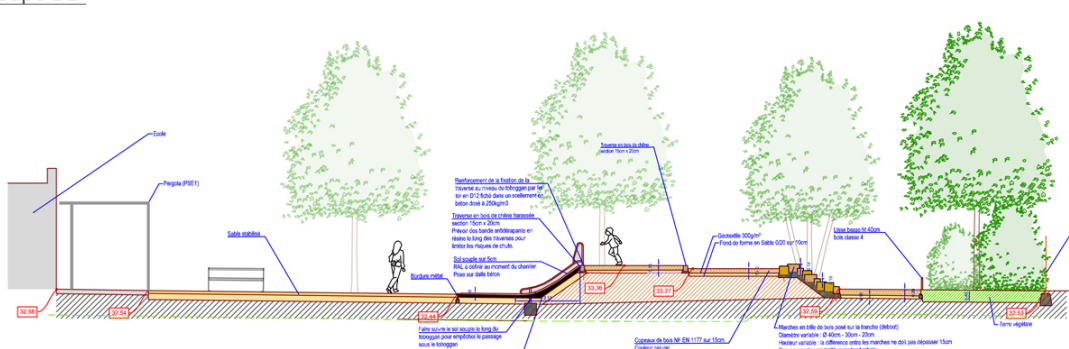 Ecole
Pergola (PSE1)
Sable stabilisé
Bordure métal
Renforcement de la fixation de la
traverse au niveau du toboggan par fer
tor en D12 fiché dans un scellement en
béton dosé à 250kg/m3
Traverse en bois de chêne harassée
section 15cm x 20cm
Prévoir des bande antidérapante en
résine le long des traverses pour
limiter les risques de chute.
Sol souple sur 5cm
RAL à définir au moment du chantier
Pose sur dalle béton
Traverse en bois de chêne
section 15cm x 20cm
Géotextile 300g/m²
Fond de forme en Sable 0/20 sur 10cm
Lisse basse ht 40cm
bois classe 4
32,58
32,54
32,44
33,36
33,27
32,59
32,53
Faire suivre le sol souple le long du
toboggan pour empêcher le passage
sous le toboggan
Copeaux de bois NF EN 1177 sur 15cm
Couleur naturel
Marches en bille de bois posé sur la tranche (debout)
Diamètre variable : Ø 40cm - 30cm - 20cm
Hauteur variable : la différence entre les marches ne doit pas dépasser 15cm
Terre végétale